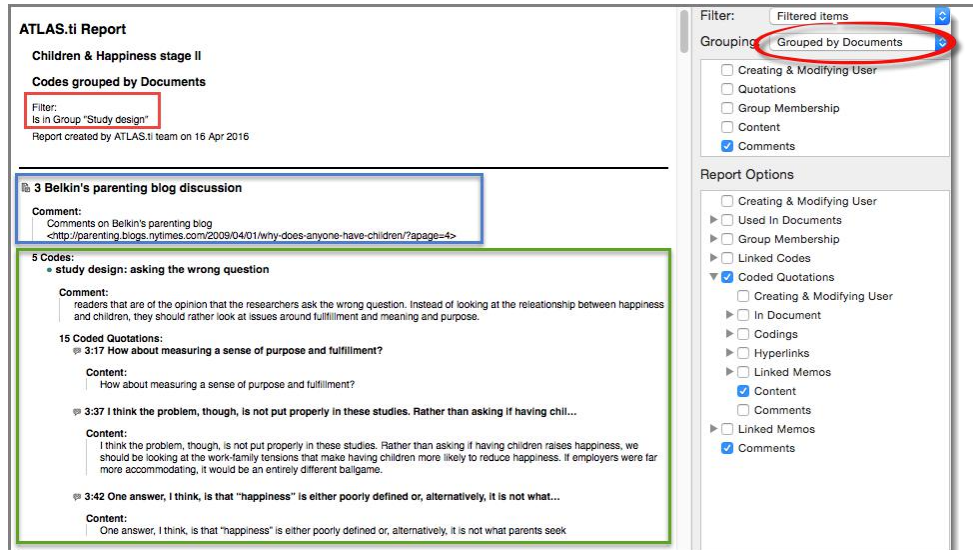 ATLAS.ti Report
Children & Happiness stage II
Codes grouped by Documents
Filter:
Is in Group "Study design"
Report created by ATLAS.ti team on 16 Apr 2016
3 Belkin's parenting blog discussion
Comment:
Comments on Belkin's parenting blog
<http://parenting.blogs.nytimes.com/2009/04/01/why-does-anyone-have-children/?apage=4>
5 Codes:
study design: asking the wrong question
Comment:
readers that are of the opinion that the researchers ask the wrong question. Instead of looking at the releationship between happiness
and children, they should rather look at issues around fullfillment and meaning and purpose.
15 Coded Quotations:
3:17 How about measuring a sense of purpose and fulfillment?
Content:
How about measuring a sense of purpose and fulfillment?
3:37 I think the problem, though, is not put properly in these studies. Rather than asking if having chil...
Content:
I think the problem, though, is not put properly in these studies. Rather than asking if having children raises happiness, we
should be looking at the work-family tensions that make having children more likely to reduce happiness. If employers were far
more accommodating, it would be an entirely different ballgame.
3:42 One answer, I think, is that “happiness” is either poorly defined or, alternatively, it is not what...
Content:
One answer, I think, is that “happiness” is either poorly defined or, alternatively, it is not what parents seek
Filter: Filtered items
Grouping Grouped by Documents
Creating & Modifying User
Quotations
Group Membership
Content
Comments
Report Options
Creating & Modifying User
Used In Documents
Group Membership
Linked Codes
Coded Quotations
Creating & Modifying User
In Document
Codings
Hyperlinks
Linked Memos
Content
Comments
Linked Memos
Comments